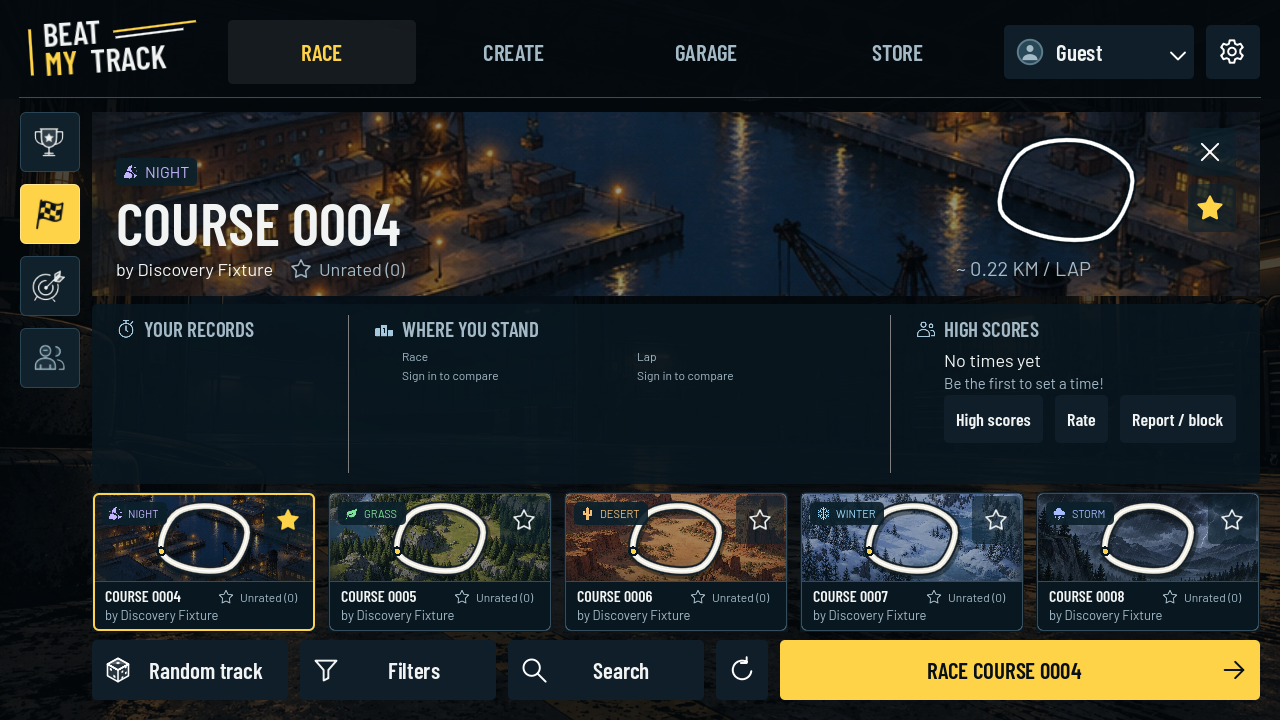 BEAT
MY TRACK
RACE
CREATE
GARAGE
STORE
Guest
NIGHT
COURSE 0004
by Discovery Fixture
Unrated (0)
~ 0.22 KM / LAP
YOUR RECORDS
WHERE YOU STAND
Race
Sign in to compare
Lap
Sign in to compare
HIGH SCORES
No times yet
Be the first to set a time!
High scores
Rate
Report / block
NIGHT
COURSE 0004
Unrated (0)
by Discovery Fixture
GRASS
COURSE 0005
Unrated (0)
by Discovery Fixture
DESERT
COURSE 0006
Unrated (0)
by Discovery Fixture
WINTER
COURSE 0007
Unrated (0)
by Discovery Fixture
STORM
COURSE 0008
Unrated (0)
by Discovery Fixture
Random track
Filters
Search
RACE COURSE 0004